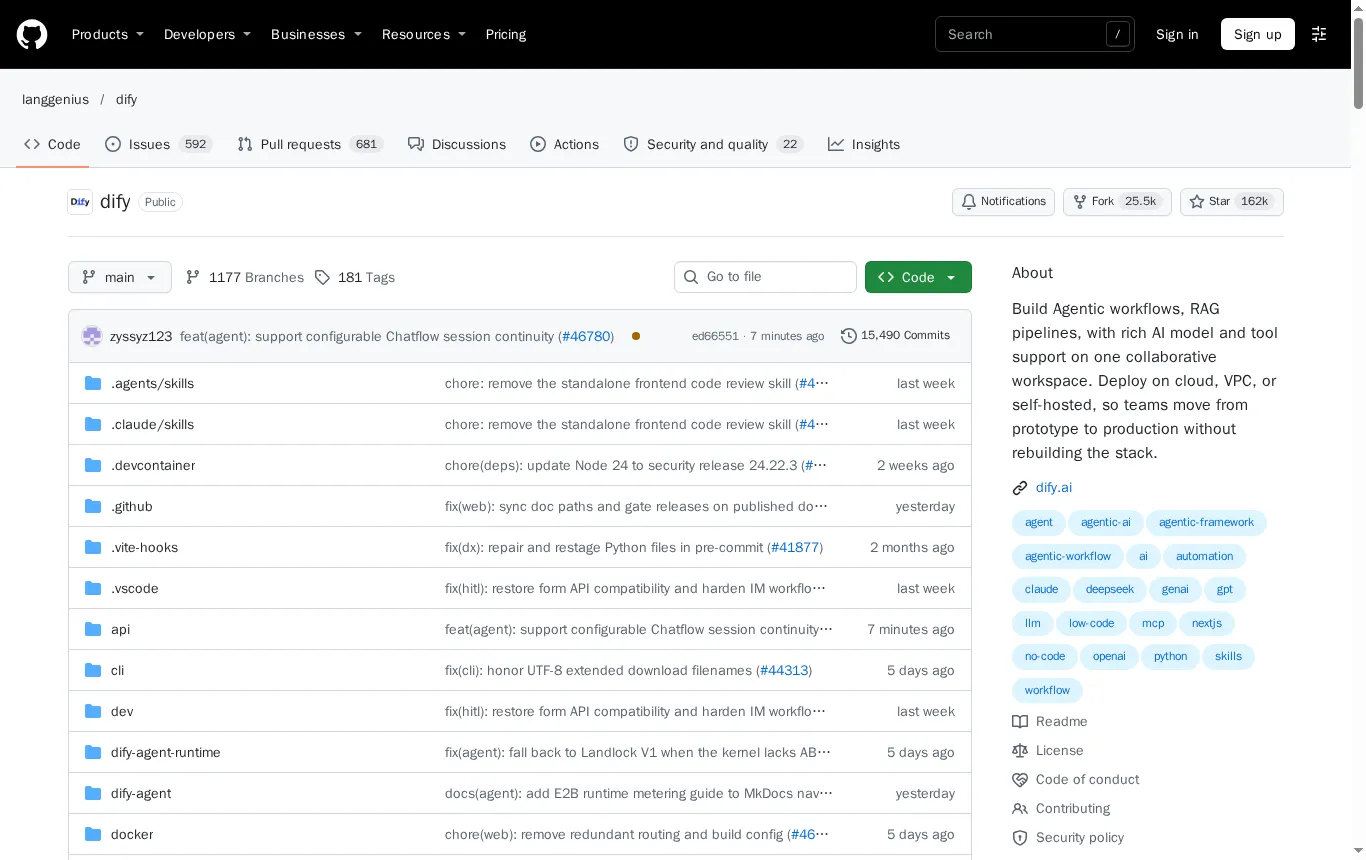 Products Developers Businesses Resources Pricing Search / Sign in Sign up
langgenius / dify
Code Issues 592 Pull requests 681 Discussions Actions Security and quality 22 Insights
Dify dify Public Notifications Fork 25.5k Star 162k
main 1177 Branches 181 Tags Go to file Code
zyssyz123 feat(agent): support configurable Chatflow session continuity (#46780) ed66551 · 7 minutes ago 15,490 Commits
.agents/skills chore: remove the standalone frontend code review skill (#4··· last week
.claude/skills chore: remove the standalone frontend code review skill (#4··· last week
.devcontainer chore(deps): update Node 24 to security release 24.22.3 (#··· 2 weeks ago
.github fix(web): sync doc paths and gate releases on published do··· yesterday
.vite-hooks fix(dx): repair and restage Python files in pre-commit (#41877) 2 months ago
.vscode fix(hitl): restore form API compatibility and harden IM workflo··· last week
api feat(agent): support configurable Chatflow session continuity··· 7 minutes ago
cli fix(cli): honor UTF-8 extended download filenames (#44313) 5 days ago
dev fix(hitl): restore form API compatibility and harden IM workflo··· last week
dify-agent-runtime fix(agent): fall back to Landlock V1 when the kernel lacks AB··· 5 days ago
dify-agent docs(agent): add E2B runtime metering guide to MkDocs nav··· yesterday
docker chore(web): remove redundant routing and build config (#46··· 5 days ago
About
Build Agentic workflows, RAG
pipelines, with rich AI model and tool
support on one collaborative
workspace. Deploy on cloud, VPC, or
self-hosted, so teams move from
prototype to production without
rebuilding the stack.
dify.ai
agent agentic-ai agentic-framework
agentic-workflow ai automation
claude deepseek genai gpt
llm low-code mcp nextjs
no-code openai python skills
workflow
Readme
License
Code of conduct
Contributing
Security policy